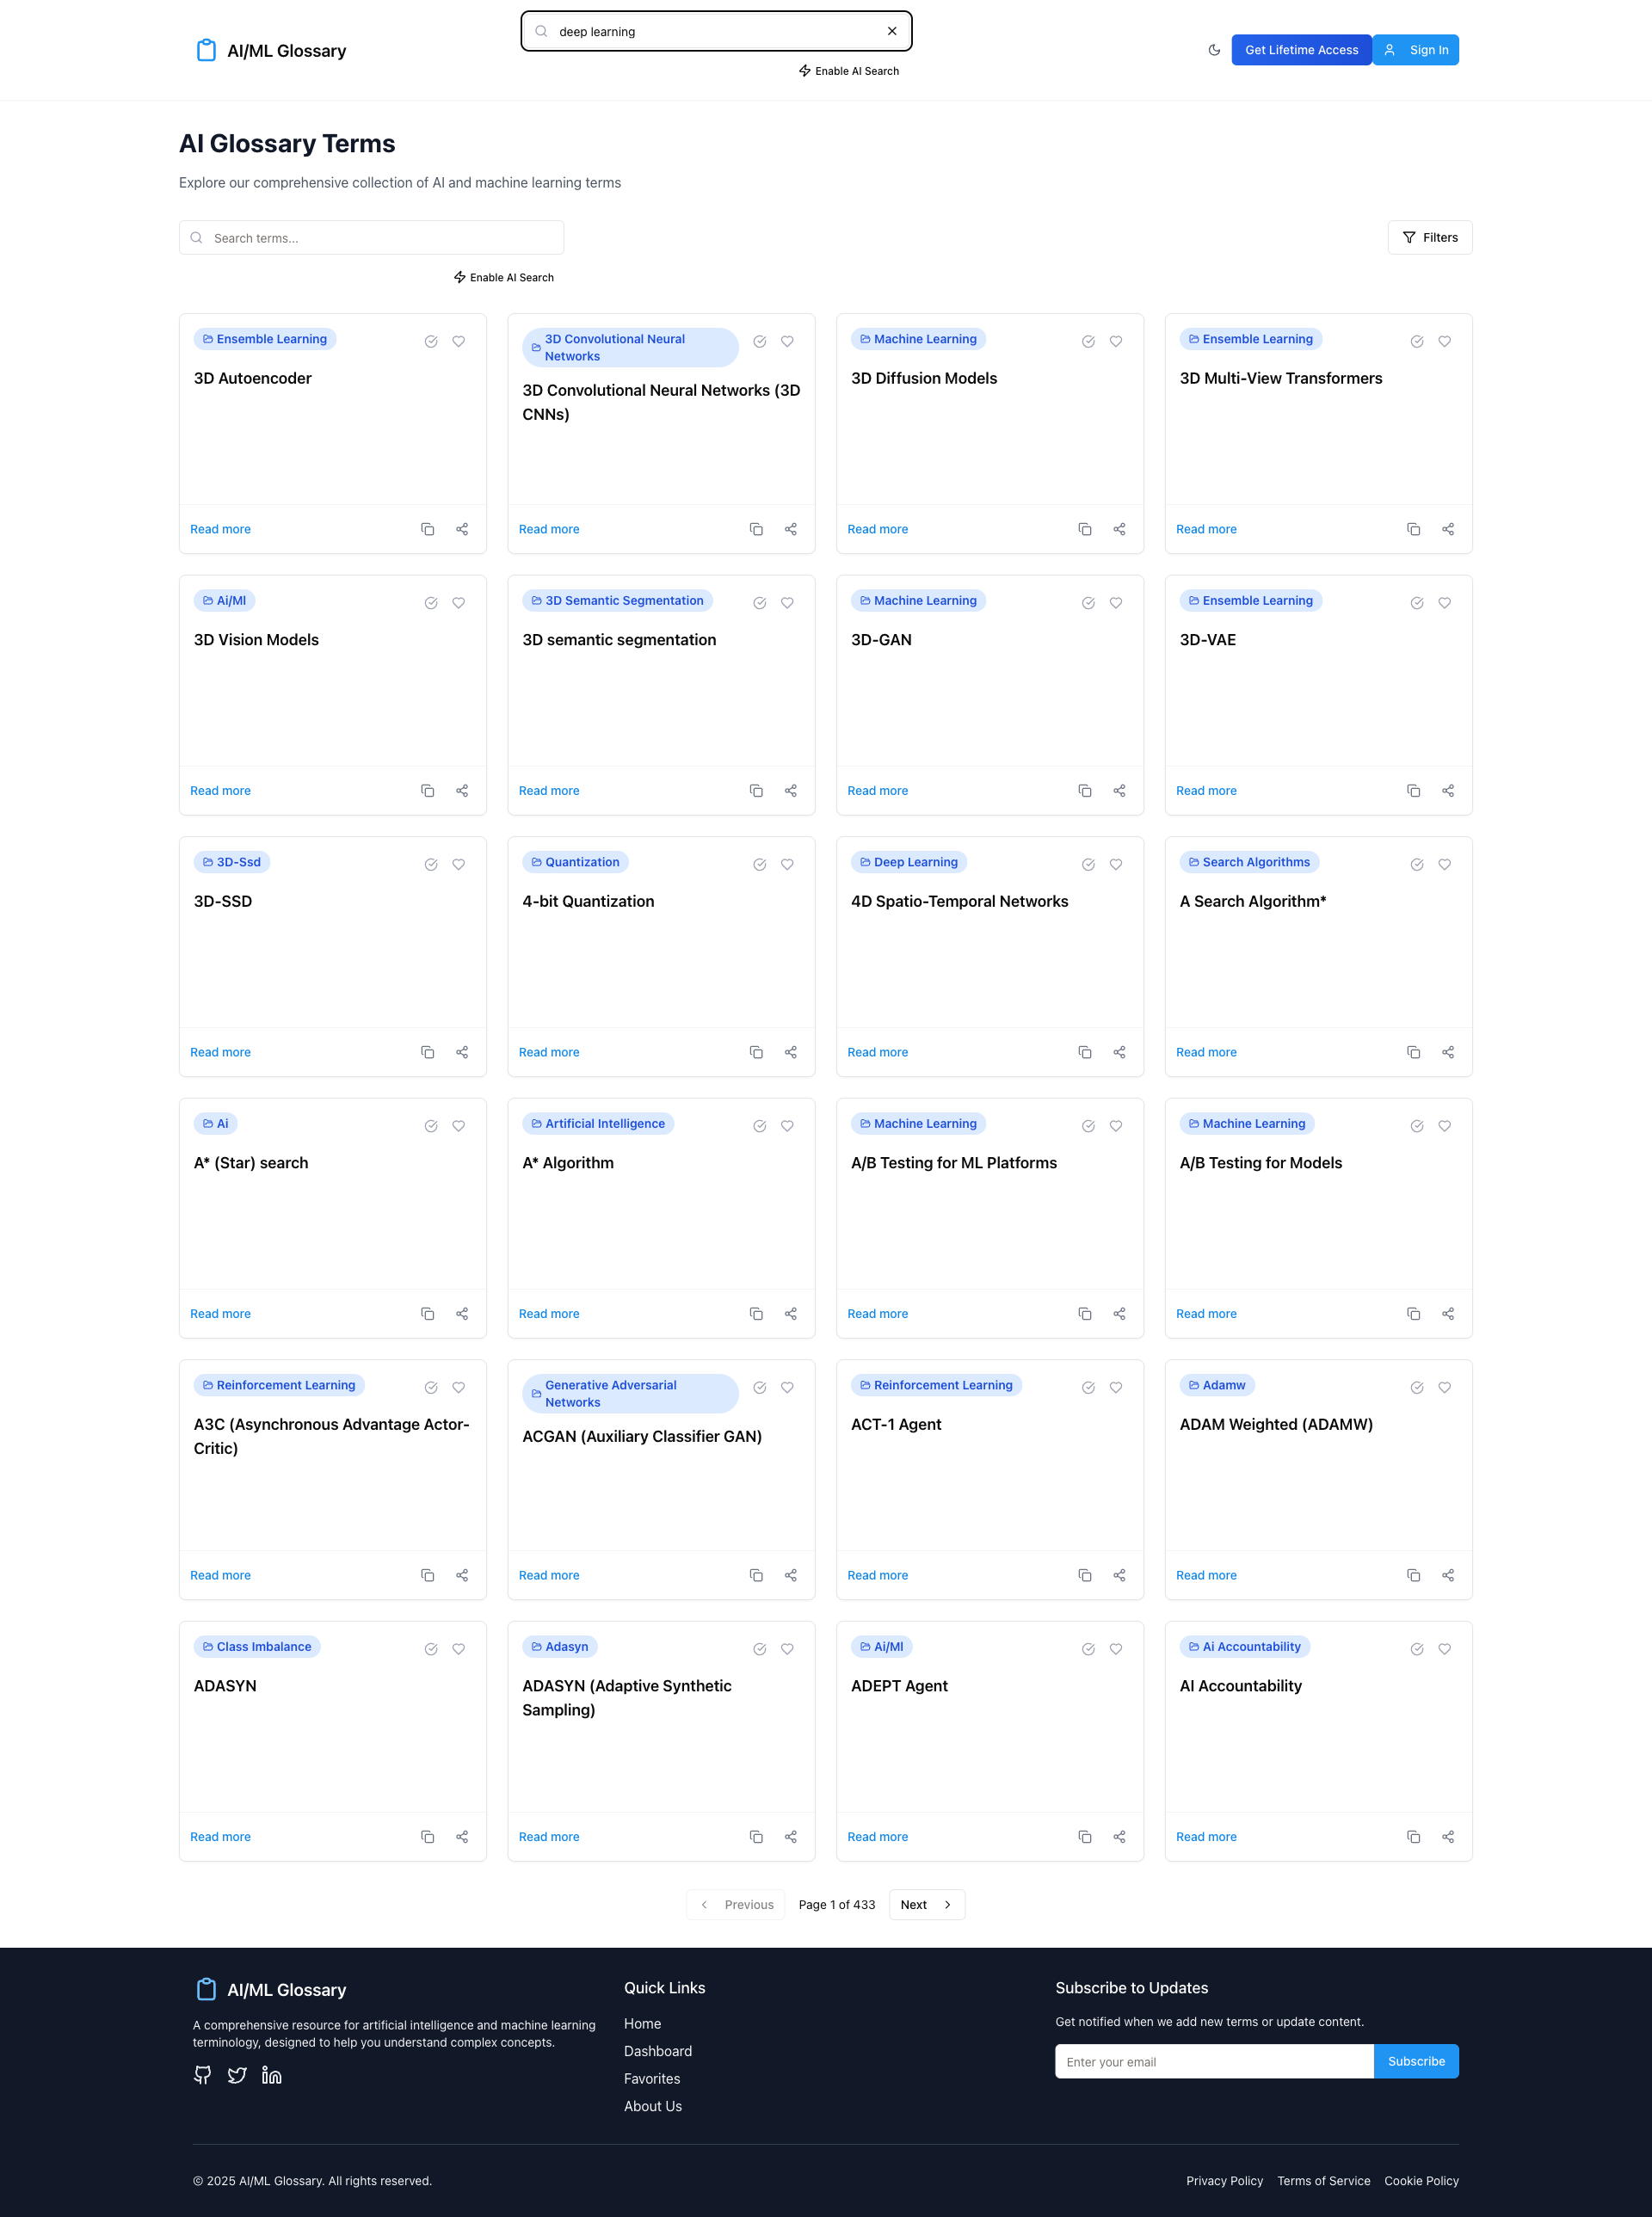 AI/ML Glossary
deep learning
Enable AI Search
Get Lifetime Access
Sign In
AI Glossary Terms
Explore our comprehensive collection of AI and machine learning terms
Search terms...
Filters
Enable AI Search
Ensemble Learning
3D Autoencoder
Read more
3D Convolutional Neural
Networks
3D Convolutional Neural Networks (3D
CNNs)
Read more
Machine Learning
3D Diffusion Models
Read more
Ensemble Learning
3D Multi-View Transformers
Read more
Ai/Ml
3D Vision Models
Read more
3D Semantic Segmentation
3D semantic segmentation
Read more
Machine Learning
3D-GAN
Read more
Ensemble Learning
3D-VAE
Read more
3D-Ssd
3D-SSD
Read more
Quantization
4-bit Quantization
Read more
Deep Learning
4D Spatio-Temporal Networks
Read more
Search Algorithms
A Search Algorithm*
Read more
Ai
A* (Star) search
Read more
Artificial Intelligence
A* Algorithm
Read more
Machine Learning
A/B Testing for ML Platforms
Read more
Machine Learning
A/B Testing for Models
Read more
Reinforcement Learning
A3C (Asynchronous Advantage Actor-
Critic)
Read more
Generative Adversarial
Networks
ACGAN (Auxiliary Classifier GAN)
Read more
Reinforcement Learning
ACT-1 Agent
Read more
Adamw
ADAM Weighted (ADAMW)
Read more
Class Imbalance
ADASYN
Read more
Adasyn
ADASYN (Adaptive Synthetic
Sampling)
Read more
Ai/Ml
ADEPT Agent
Read more
Ai Accountability
AI Accountability
Read more
Previous
Page 1 of 433
Next
AI/ML Glossary
A comprehensive resource for artificial intelligence and machine learning
terminology, designed to help you understand complex concepts.
Quick Links
Home
Dashboard
Favorites
About Us
Subscribe to Updates
Get notified when we add new terms or update content.
Enter your email
Subscribe
© 2025 AI/ML Glossary. All rights reserved.
Privacy Policy
Terms of Service
Cookie Policy